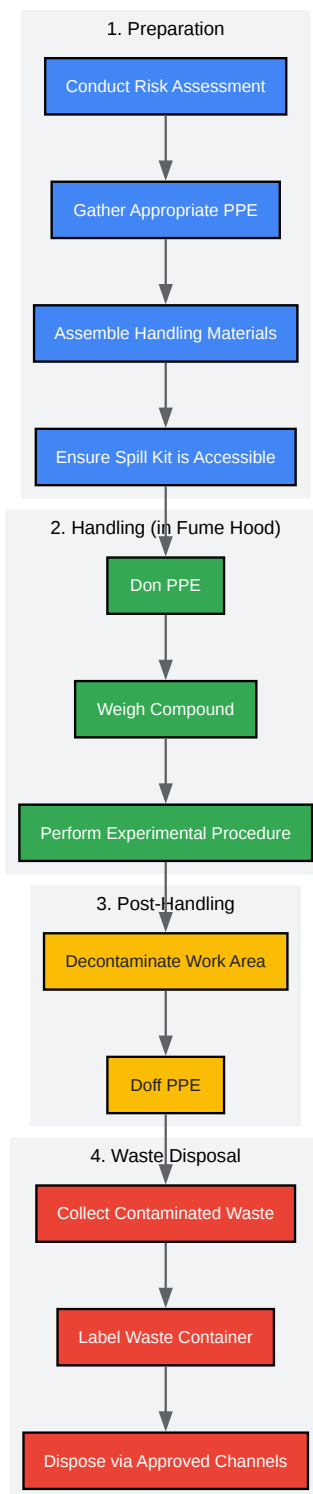 1. Preparation
Conduct Risk Assessment
Gather Appropriate PPE
Assemble Handling Materials
Ensure Spill Kit is Accessible
2. Handling (in Fume Hood)
Don PPE
Weigh Compound
Perform Experimental Procedure
3. Post-Handling
Decontaminate Work Area
Doff PPE
4. Waste Disposal
Collect Contaminated Waste
Label Waste Container
Dispose via Approved Channels